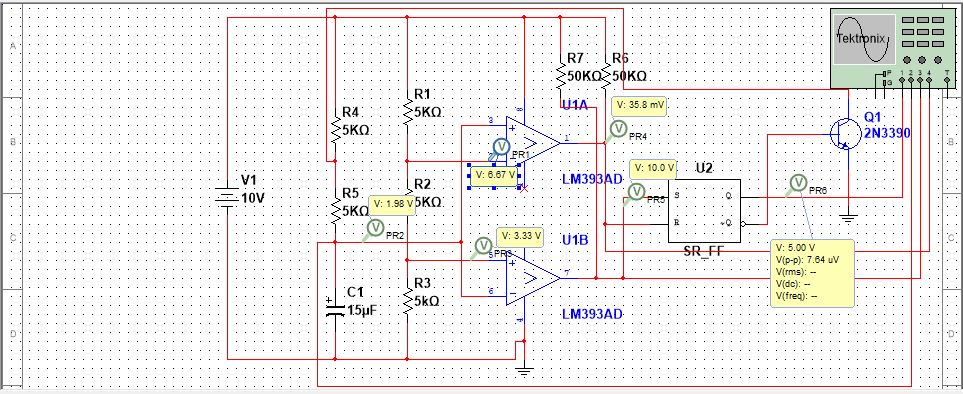 A
B
C
D
B
C
D
Tektronix
P
G
1 2 3 4
T
R7
50KΩ
R6
50KΩ
R1
5KΩ
R4
5KΩ
U1A
3
8
1
V: 35.8 mV
PR4
Q1
2N3390
PR1
V: 6.67 V
LM393AD
V: 10.0 V
PR5
U2
S
Q
R
~Q
SR_FF
PR6
V1
10V
R5
5KΩ
R2
5KΩ
V: 1.98 V
PR2
V: 3.33 V
PR3
U1B
5
6
7
4
LM393AD
V: 5.00 V
V(p-p): 7.64 uV
V(rms): --
V(dc): --
V(freq): --
C1
15µF
R3
5kΩ